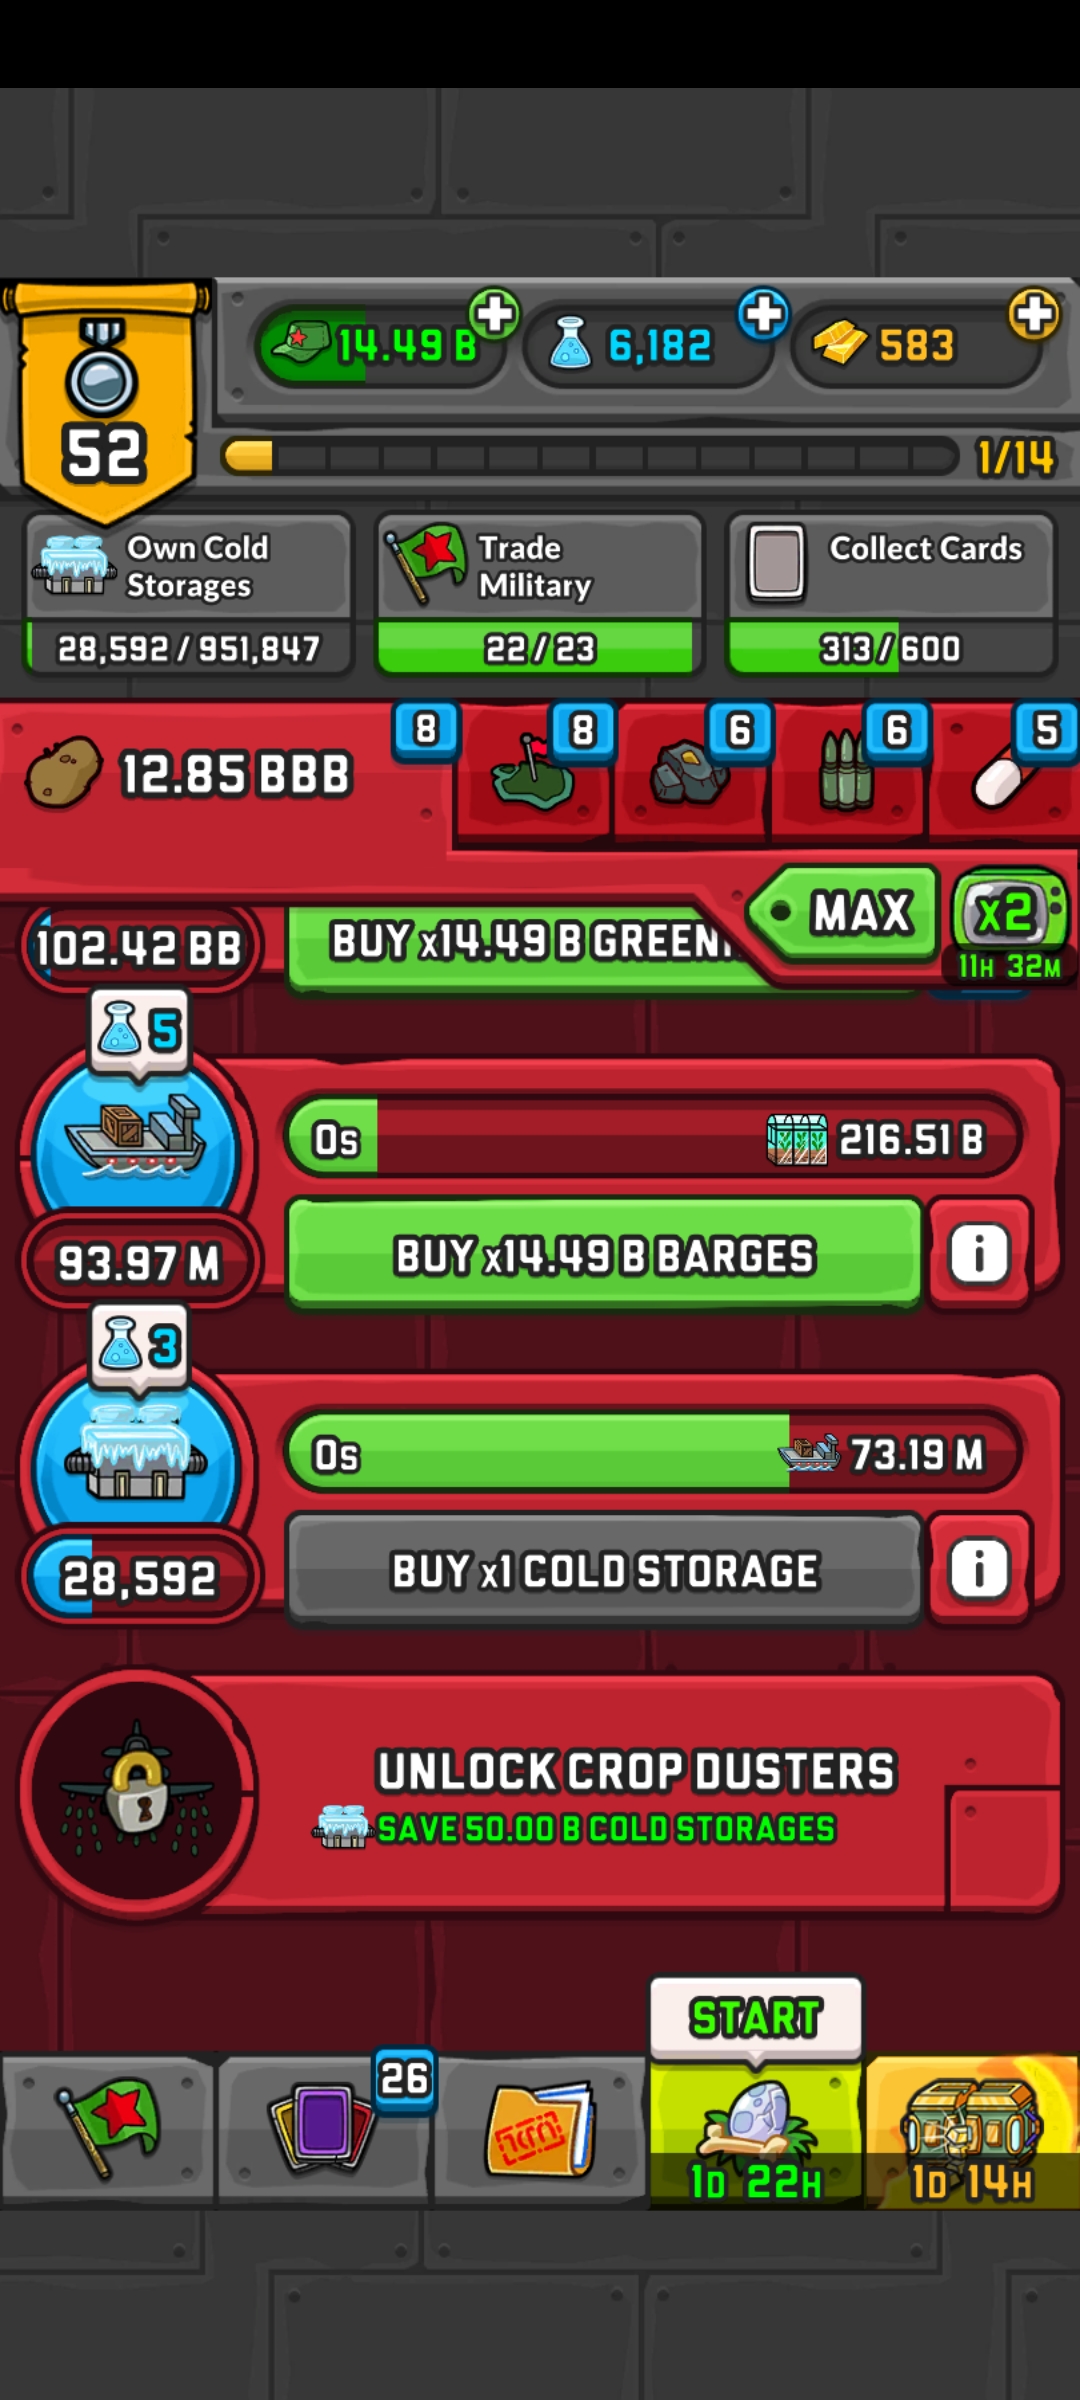 14.49 B
6,182
583
52
1/14
Own Cold
Storages
28,592 / 951,847
Trade
Military
22 / 23
Collect Cards
313 / 600
12.85 BBB
8
8
6
6
5
MAX
x2
11H 32M
102.42 BB
BUY x14.49 B
5
0s
216.51 B
93.97 M
BUY x14.49 B BARGES
i
3
0s
73.19 M
28,592
BUY x1 COLD STORAGE
i
UNLOCK CROP DUSTERS
SAVE 50.00 B COLD STORAGES
START
26
1D 22H
1D 14H